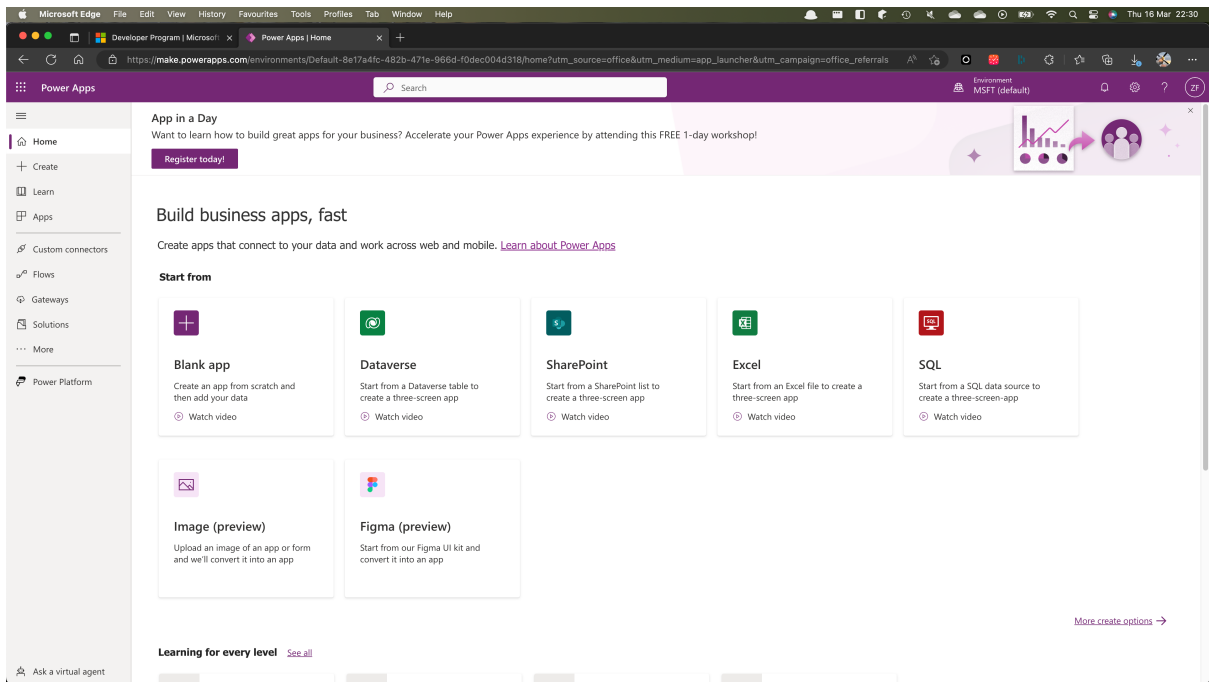 Microsoft Edge File Edit View History Favourites Tools Profiles Tab Window Help Thu 16 Mar 22:30
Developer Program | Microsoft Power Apps | Home
https://make.powerapps.com/environments/Default-8e17a4fc-482b-471e-966d-f0dec004d318/home?utm_source=office&utm_medium=app_launcher&utm_campaign=office_referrals
Power Apps
Search
Environment
MSFT (default)
ZF
Home
Create
Learn
Apps
Custom connectors
Flows
Gateways
Solutions
More
Power Platform
Ask a virtual agent
App in a Day
Want to learn how to build great apps for your business? Accelerate your Power Apps experience by attending this FREE 1-day workshop!
Register today!
Build business apps, fast
Create apps that connect to your data and work across web and mobile. Learn about Power Apps
Start from
Blank app
Create an app from scratch and
then add your data
Watch video
Dataverse
Start from a Dataverse table to
create a three-screen app
Watch video
SharePoint
Start from a SharePoint list to
create a three-screen app
Watch video
Excel
Start from an Excel file to create a
three-screen app
Watch video
SQL
SQL
Start from a SQL data source to
create a three-screen-app
Watch video
Image (preview)
Upload an image of an app or form
and we'll convert it into an app
Figma (preview)
Start from our Figma UI kit and
convert it into an app
More create options
Learning for every level See all